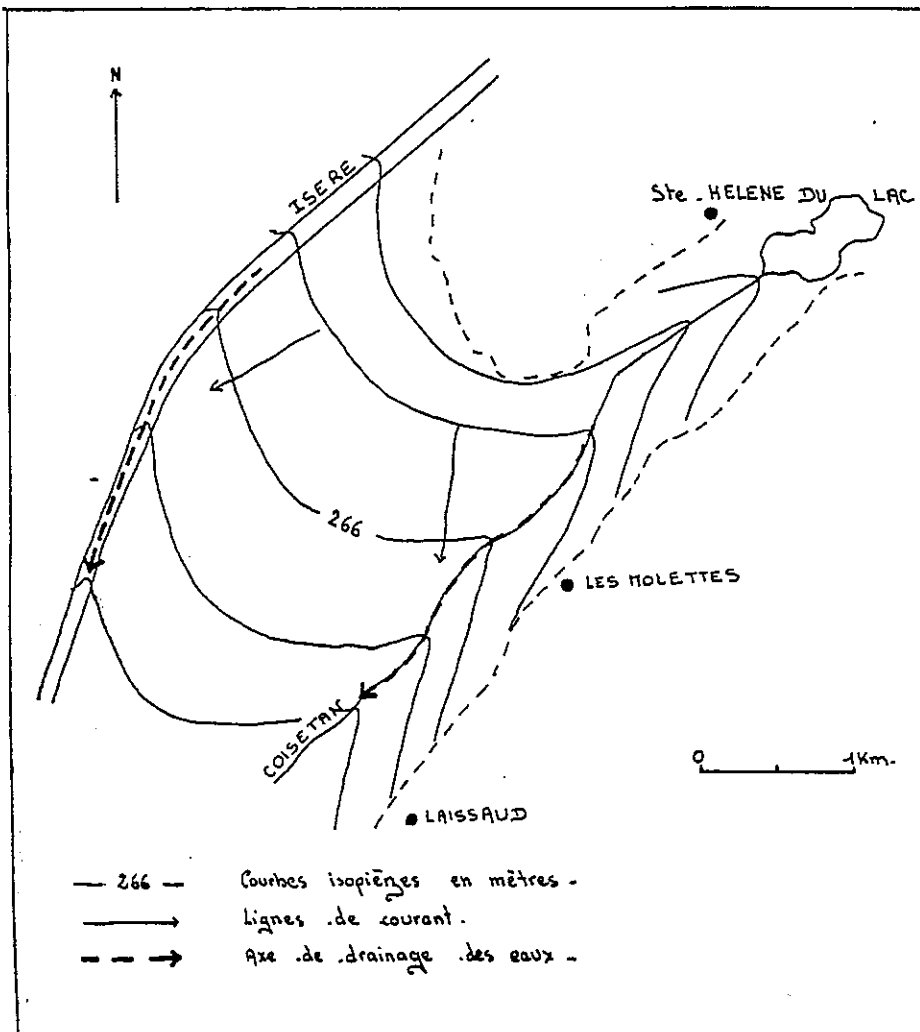 N
ISERE
Ste. HELENE DU LAC
266
LES MOLETTES
COISETAN
0 1Km.
LAISSAUD
— 266 — Courbes isopièzes en mètres.
Lignes de courant.
Axe de drainage des eaux.